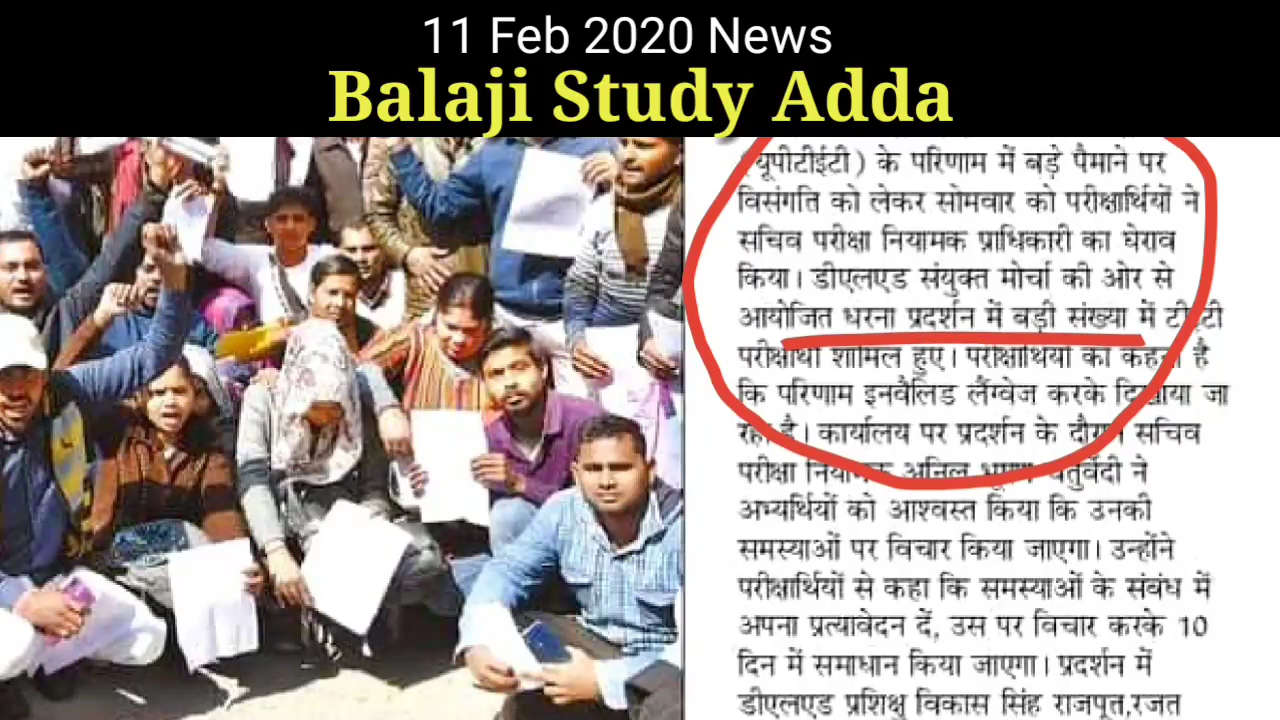 11 Feb 2020 News
Balaji Study Adda
(यूपीटीईटी) के परिणाम में बड़े पैमाने पर
विसंगति को लेकर सोमवार को परीक्षार्थियों ने
सचिव परीक्षा नियामक प्राधिकारी का घेराव
किया। डीएलएड संयुक्त मोर्चा की ओर से
आयोजित धरना प्रदर्शन में बड़ी संख्या में टीईटी
परीक्षार्थी शामिल हुए। परीक्षार्थियों का कहना है
कि परिणाम इनवैलिड लैंग्वेज करके दिखाया जा
रहा है। कार्यालय पर प्रदर्शन के दौरान सचिव
परीक्षा नियामक अनिल भूषण चतुर्वेदी ने
अभ्यर्थियों को आश्वस्त किया कि उनकी
समस्याओं पर विचार किया जाएगा। उन्होंने
परीक्षार्थियों से कहा कि समस्याओं के संबंध में
अपना प्रत्यावेदन दें, उस पर विचार करके 10
दिन में समाधान किया जाएगा। प्रदर्शन में
डीएलएड प्रशिक्षु विकास सिंह राजपूत,रजत